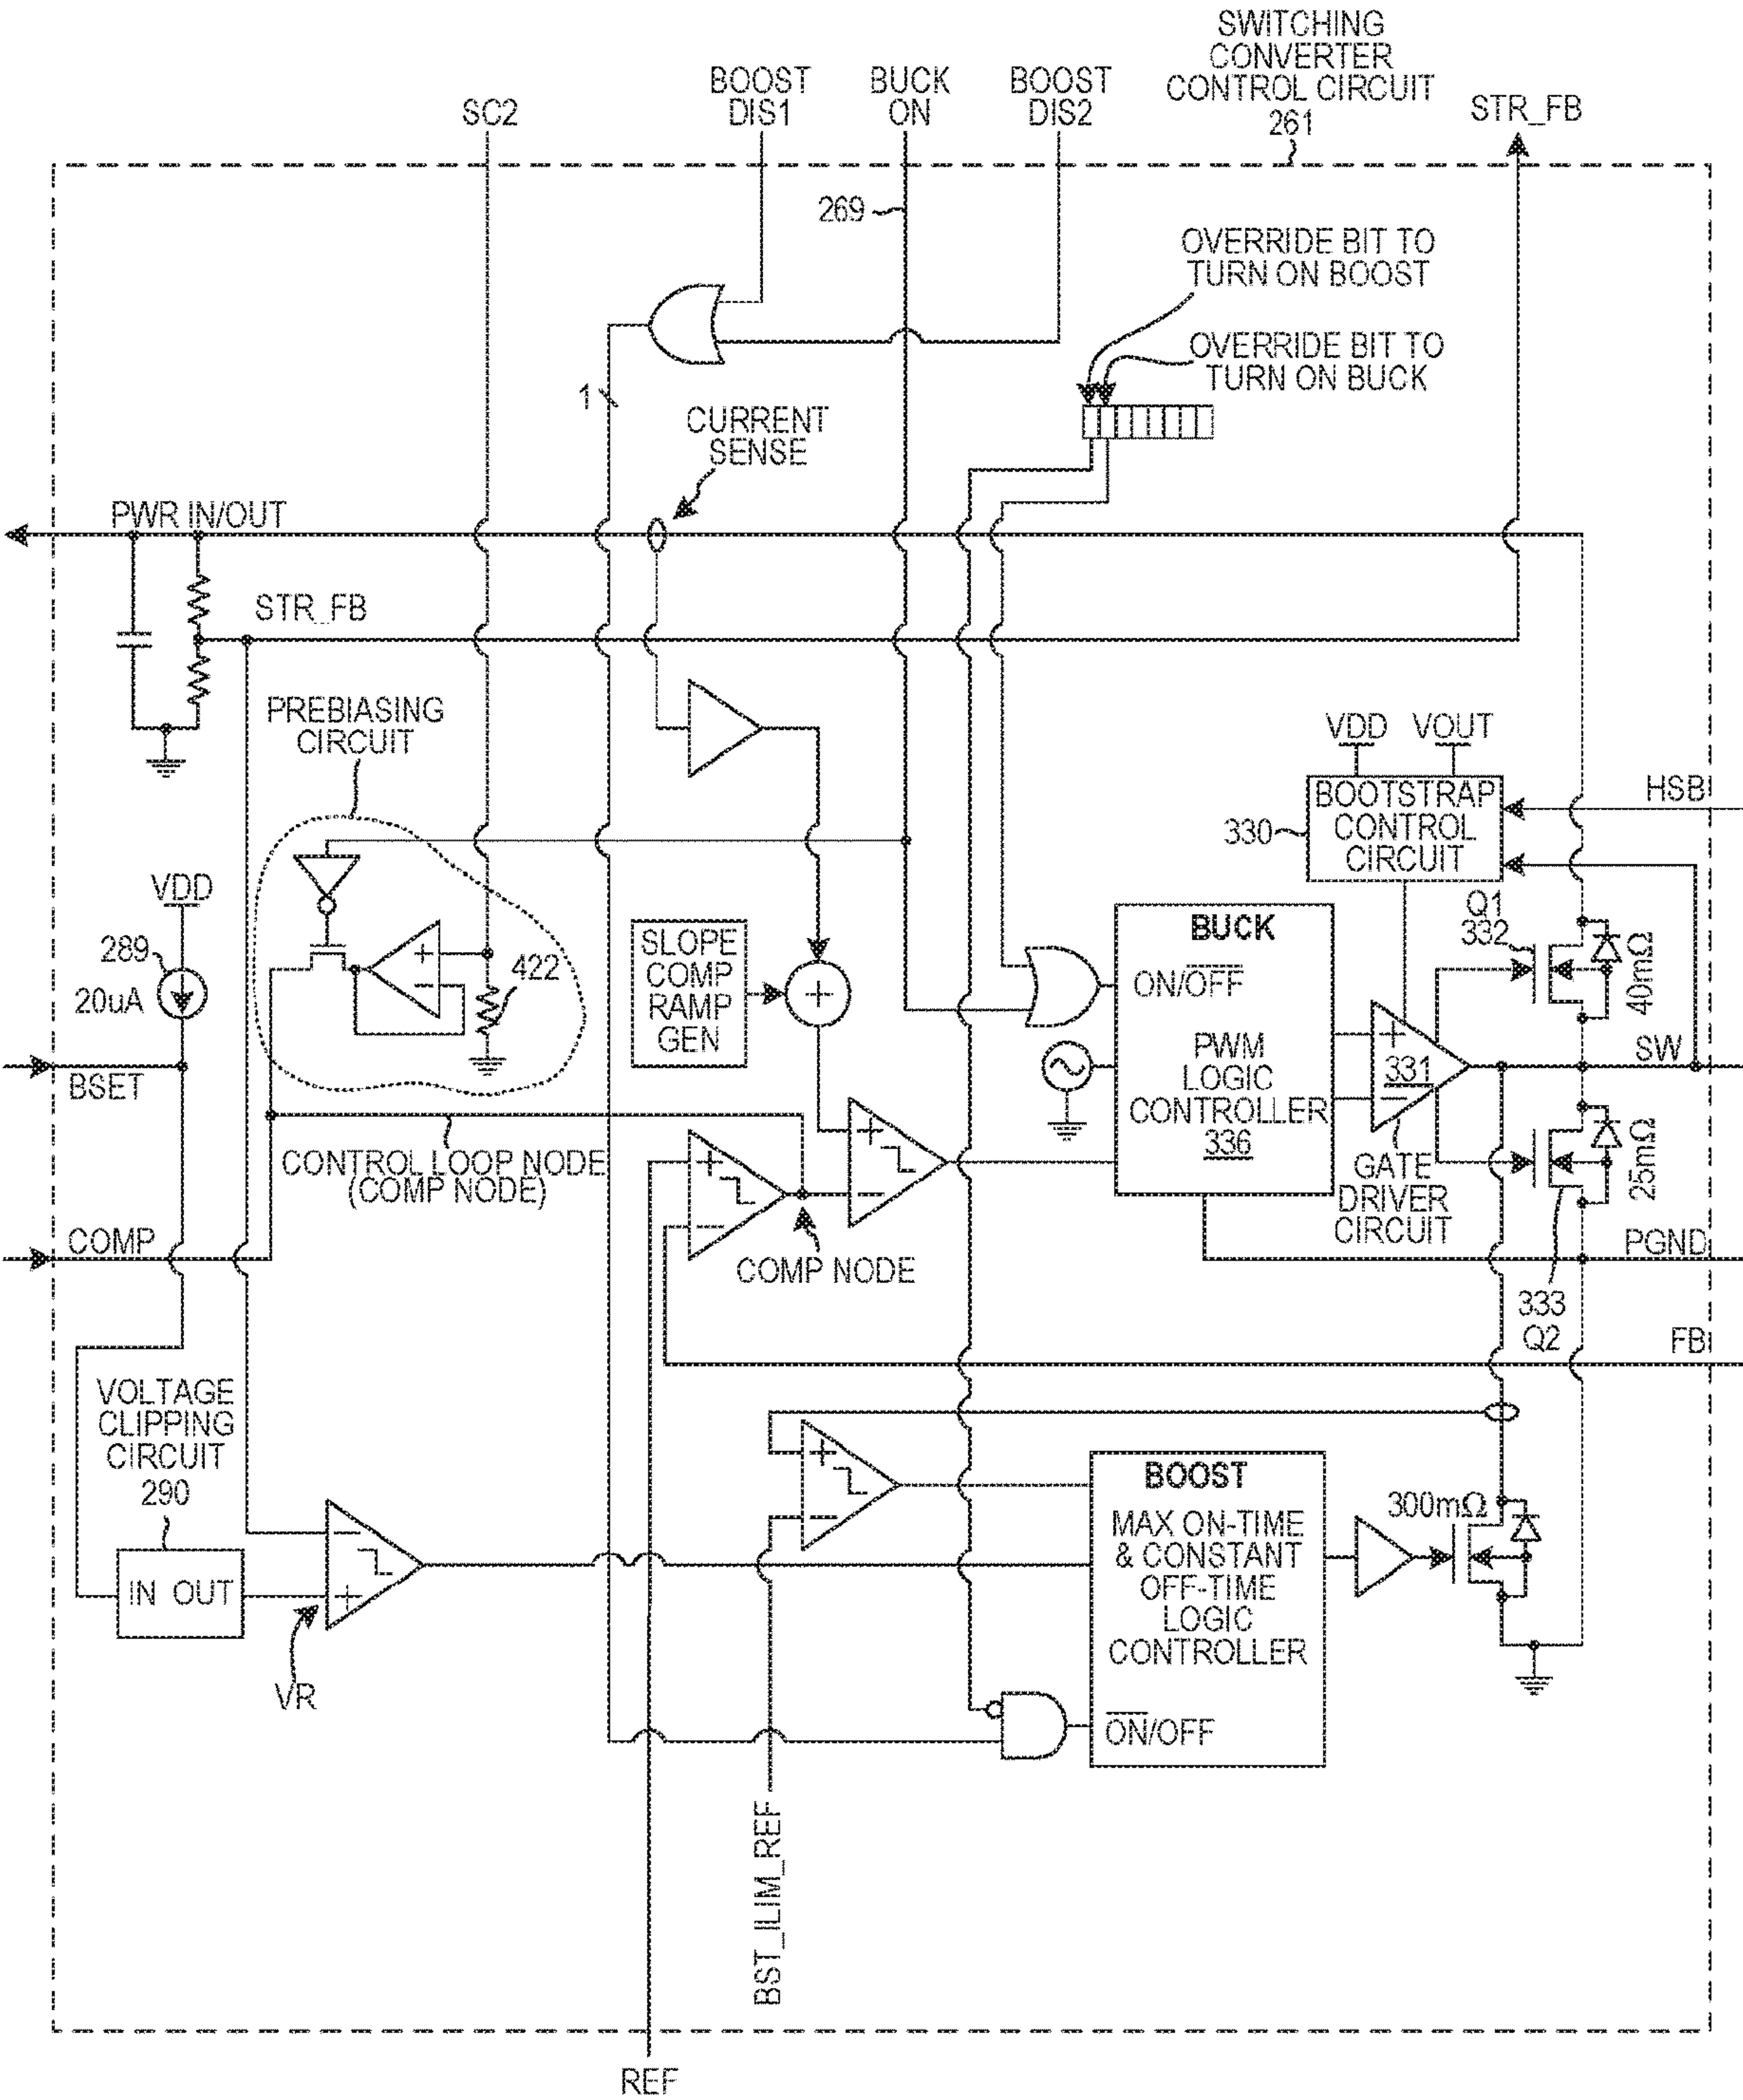 SWITCHING
CONVERTER
CONTROL CIRCUIT
261
SC2
BOOST
DIS1
BUCK
ON
BOOST
DIS2
STR_FB
269
OVERRIDE BIT TO
TURN ON BOOST
OVERRIDE BIT TO
TURN ON BUCK
1
CURRENT
SENSE
PWR IN/OUT
STR_FB
PREBIASING
CIRCUIT
VDD
VOUT
BOOTSTRAP
CONTROL
CIRCUIT
330
HSB
VDD
289
20uA
+
-
422
SLOPE
COMP
RAMP
GEN
+
BUCK
ON/OFF
PWM
LOGIC
CONTROLLER
336
+
331
-
Q1
332
40mΩ
SW
BSET
CONTROL LOOP NODE
(COMP NODE)
+
-
+
-
COMP NODE
GATE
DRIVER
CIRCUIT
25mΩ
COMP
PGND
333
Q2
FB
VOLTAGE
CLIPPING
CIRCUIT
290
IN OUT
-
+
VR
+
-
BOOST
MAX ON-TIME
& CONSTANT
OFF-TIME
LOGIC
CONTROLLER
ON/OFF
300mΩ
BST_ILIM_REF
REF